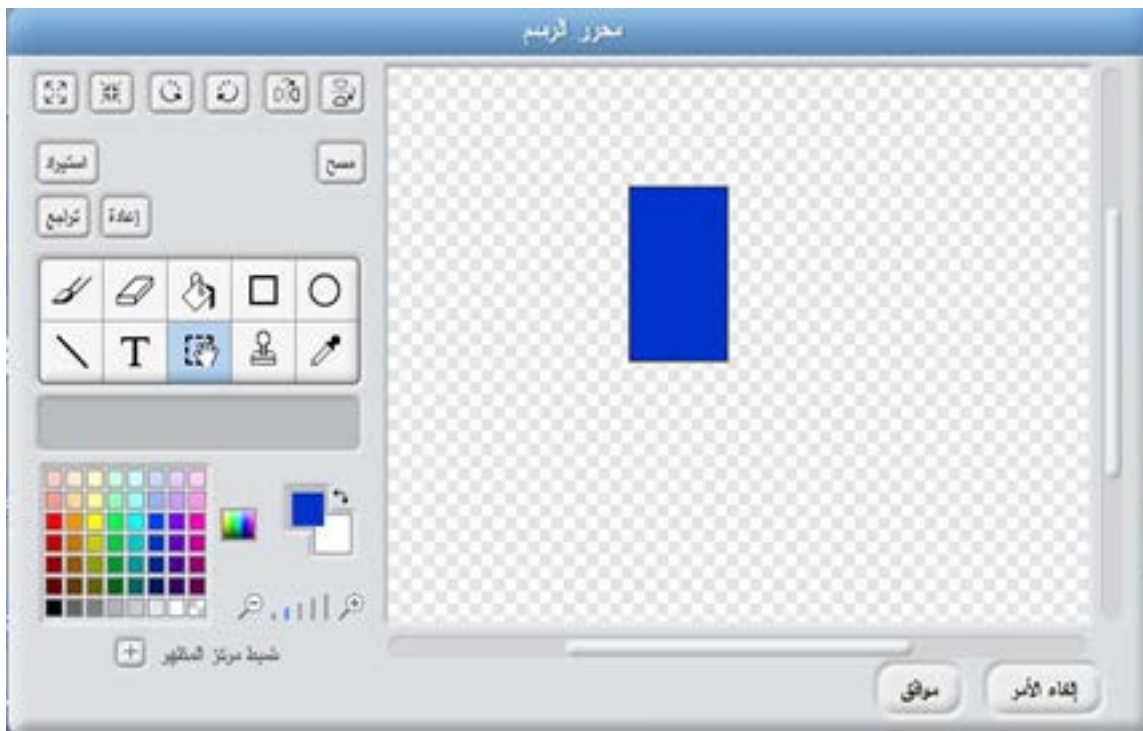 محرر الرسم
استيراد
مسح
تراجع
إعادة
T
ضبط مركز المظهر
موافق
إلغاء الأمر